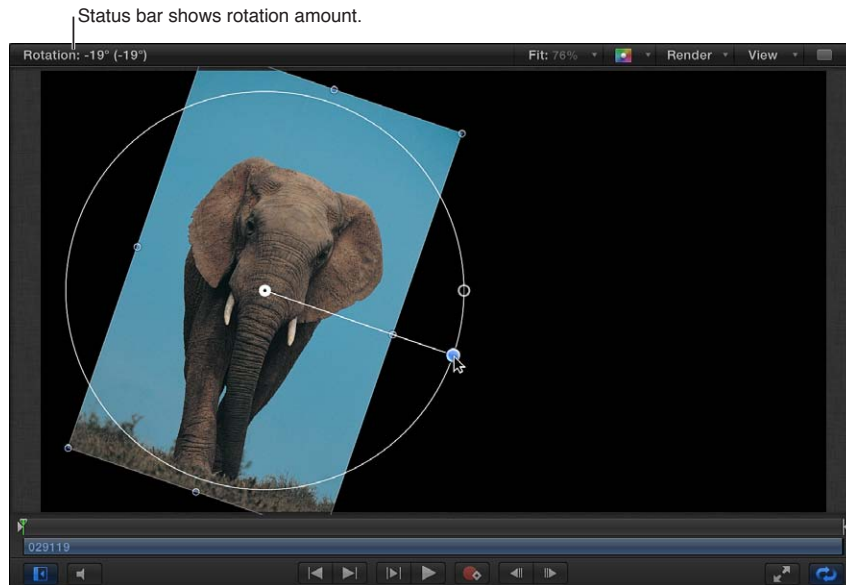 Status bar shows rotation amount.
Rotation: -19° (-19°)
Fit: 76%
Render
View
029119